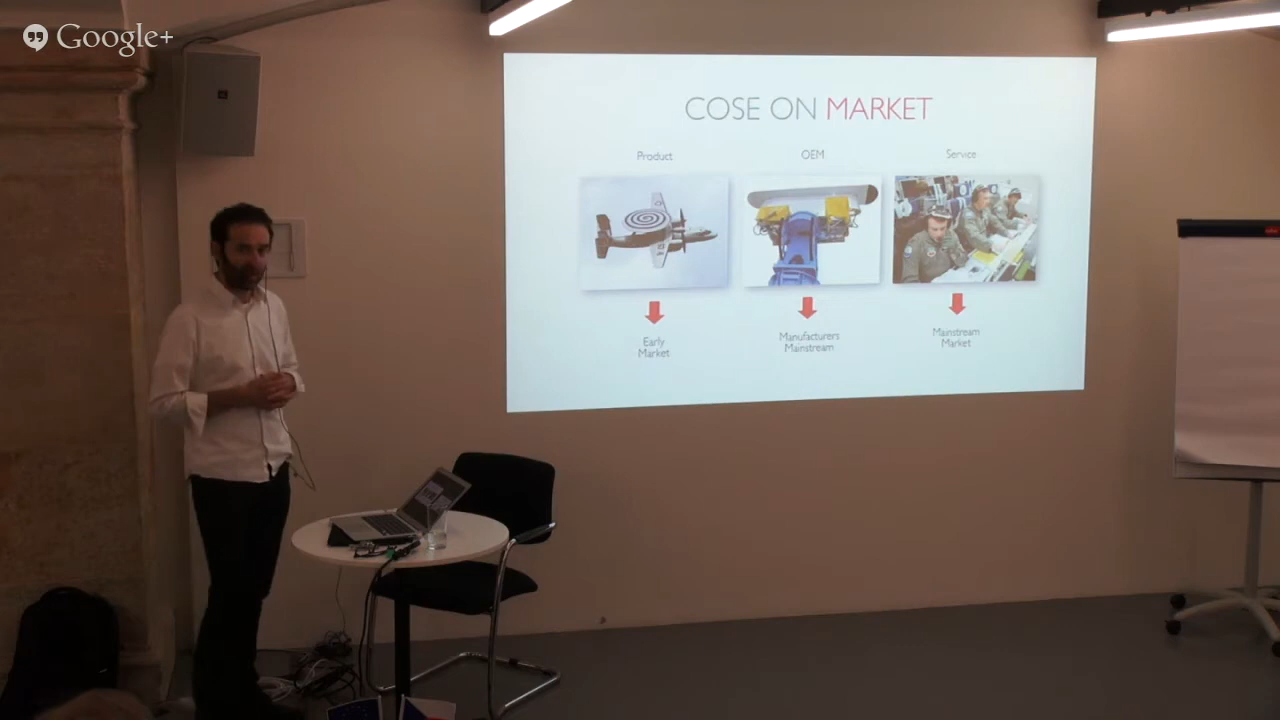 Google+
COSE ON MARKET
Product
OEM
Service
Early
Market
Manufacturers
Mainstream
Mainstream
Market